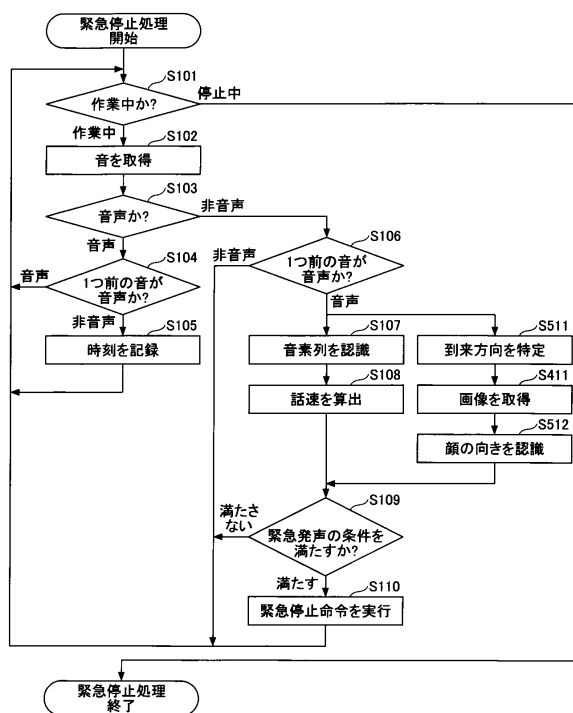 緊急停止処理
開始
S101
作業中か?
停止中
作業中
S102
音を取得
S103
音声か?
非音声
音声
S104
1つ前の音が
音声か?
音声
非音声
S105
時刻を記録
S106
1つ前の音が
音声か?
非音声
音声
S107
音素列を認識
S108
話速を算出
S511
到来方向を特定
S411
画像を取得
S512
顔の向きを認識
S109
緊急発声の条件を
満たすか?
満たさ
ない
満たす
S110
緊急停止命令を実行
緊急停止処理
終了